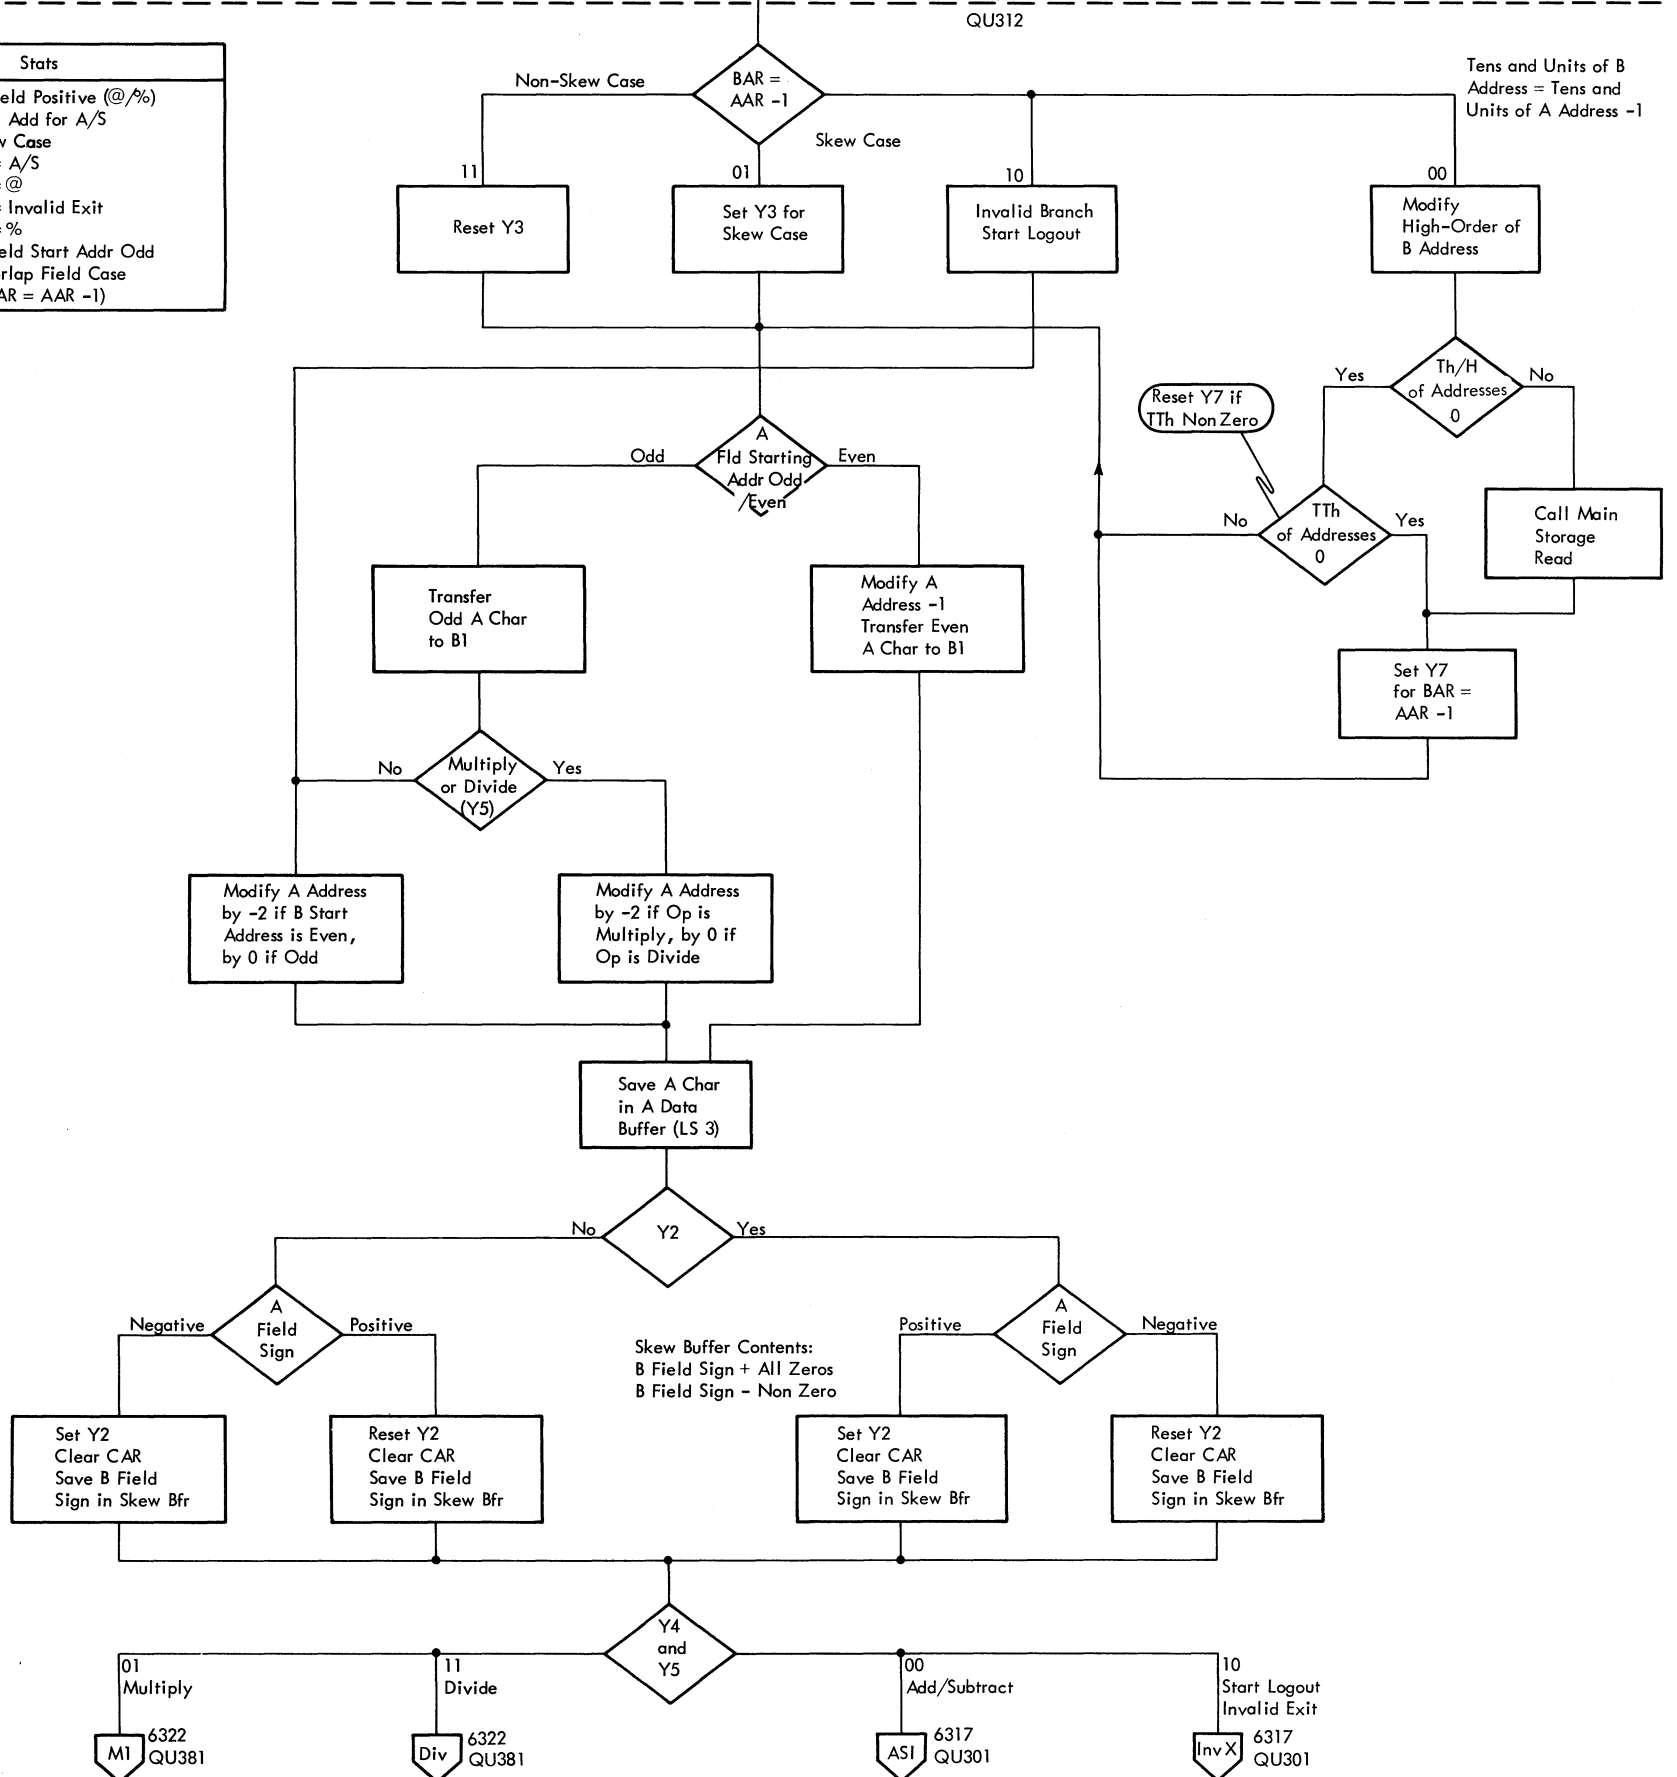 QU312
Stats
eld Positive (@/%)
Add for A/S
w Case
= A/S
= @
= Invalid Exit
= %
eld Start Addr Odd
rlap Field Case
AR = AAR -1)
Non-Skew Case
BAR =
AAR -1
Skew Case
Tens and Units of B
Address = Tens and
Units of A Address -1
11
01
10
00
Reset Y3
Set Y3 for
Skew Case
Invalid Branch
Start Logout
Modify
High-Order of
B Address
Yes
Th/H
of Addresses
0
No
Reset Y7 if
TTh Non Zero
Odd
A
Fld Starting
Addr Odd
/Even
Even
No
TTh
of Addresses
0
Yes
Call Main
Storage
Read
Transfer
Odd A Char
to B1
Modify A
Address -1
Transfer Even
A Char to B1
Set Y7
for BAR =
AAR -1
No
Multiply
or Divide
(Y5)
Yes
Modify A Address
by -2 if B Start
Address is Even,
by 0 if Odd
Modify A Address
by -2 if Op is
Multiply, by 0 if
Op is Divide
Save A Char
in A Data
Buffer (LS 3)
No
Y2
Yes
Negative
A
Field
Sign
Positive
Skew Buffer Contents:
B Field Sign + All Zeros
B Field Sign - Non Zero
Positive
A
Field
Sign
Negative
Set Y2
Clear CAR
Save B Field
Sign in Skew Bfr
Reset Y2
Clear CAR
Save B Field
Sign in Skew Bfr
Set Y2
Clear CAR
Save B Field
Sign in Skew Bfr
Reset Y2
Clear CAR
Save B Field
Sign in Skew Bfr
Y4
and
Y5
01
Multiply
11
Divide
00
Add/Subtract
10
Start Logout
Invalid Exit
M1
6322
QU381
Div
6322
QU381
AS1
6317
QU301
Inv X
6317
QU301